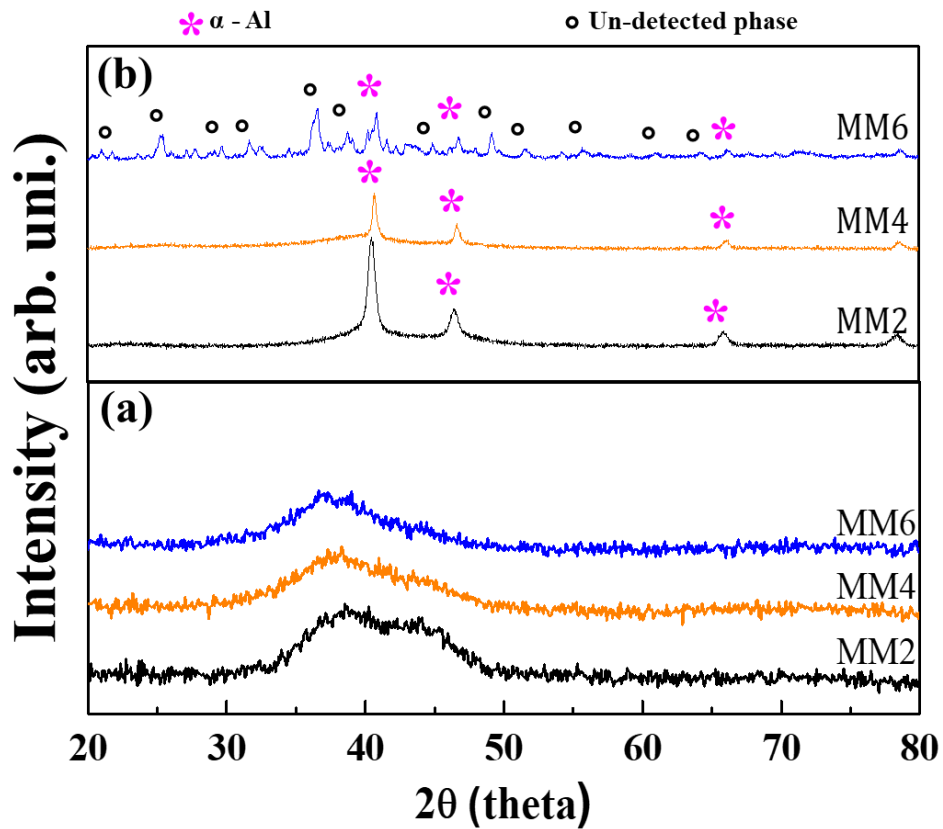 α - Al
Un-detected phase
(b)
MM6
MM4
MM2
(a)
MM6
MM4
MM2
Intensity (arb. uni.)
20 30 40 50 60 70 80
2θ (theta)